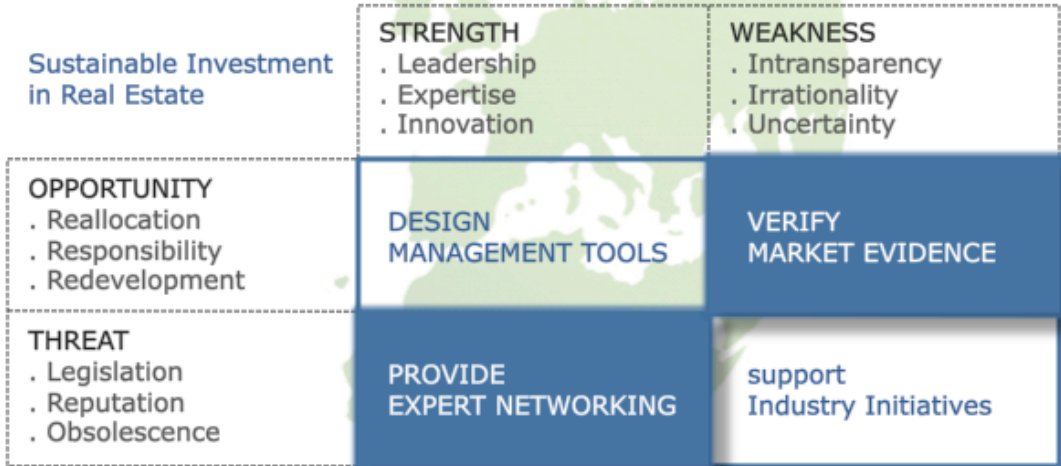 Sustainable Investment
in Real Estate
STRENGTH
. Leadership
. Expertise
. Innovation
WEAKNESS
. Intransparency
. Irrationality
. Uncertainty
OPPORTUNITY
. Reallocation
. Responsibility
. Redevelopment
DESIGN
MANAGEMENT TOOLS
VERIFY
MARKET EVIDENCE
THREAT
. Legislation
. Reputation
. Obsolescence
PROVIDE
EXPERT NETWORKING
support
Industry Initiatives